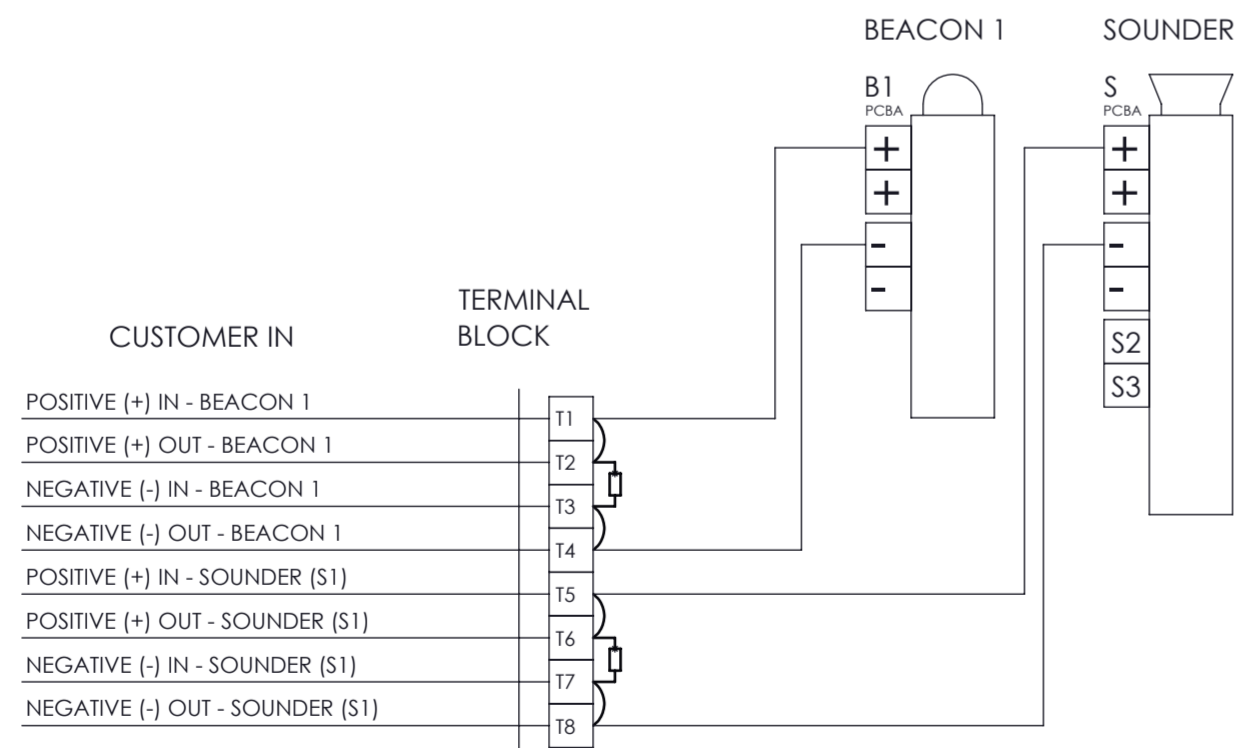 BEACON 1
SOUNDER
B1
PCBA
+
+
-
-
S
PCBA
+
+
-
-
S2
S3
CUSTOMER IN
TERMINAL
BLOCK
POSITIVE (+) IN - BEACON 1
T1
POSITIVE (+) OUT - BEACON 1
T2
NEGATIVE (-) IN - BEACON 1
T3
NEGATIVE (-) OUT - BEACON 1
T4
POSITIVE (+) IN - SOUNDER (S1)
T5
POSITIVE (+) OUT - SOUNDER (S1)
T6
NEGATIVE (-) IN - SOUNDER (S1)
T7
NEGATIVE (-) OUT - SOUNDER (S1)
T8